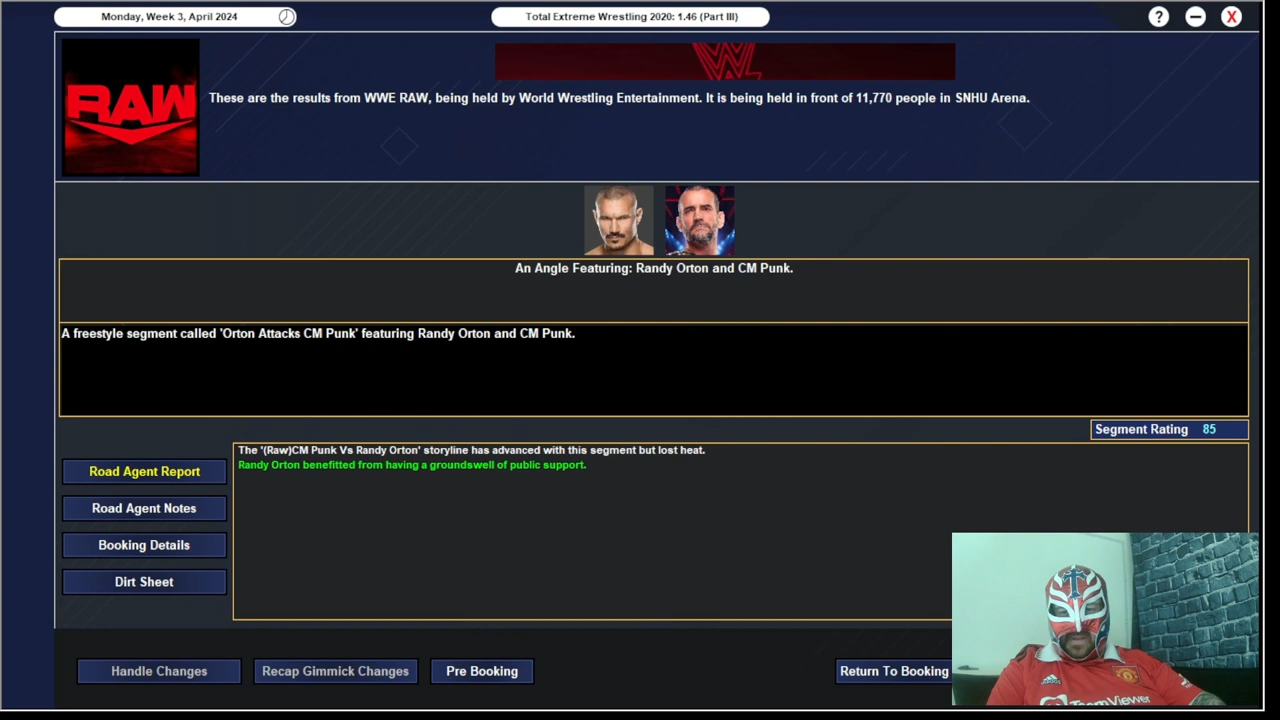 Monday, Week 3, April 2024
Total Extreme Wrestling 2020: 1.46 (Part III)
? X
RAW
W
These are the results from WWE RAW, being held by World Wrestling Entertainment. It is being held in front of 11,770 people in SNHU Arena.
An Angle Featuring: Randy Orton and CM Punk.
A freestyle segment called 'Orton Attacks CM Punk' featuring Randy Orton and CM Punk.
Segment Rating 85
The '(Raw)CM Punk Vs Randy Orton' storyline has advanced with this segment but lost heat.
Randy Orton benefitted from having a groundswell of public support.
Road Agent Report
Road Agent Notes
Booking Details
Dirt Sheet
Handle Changes
Recap Gimmick Changes
Pre Booking
Return To Booking
adidas
TeamViewer